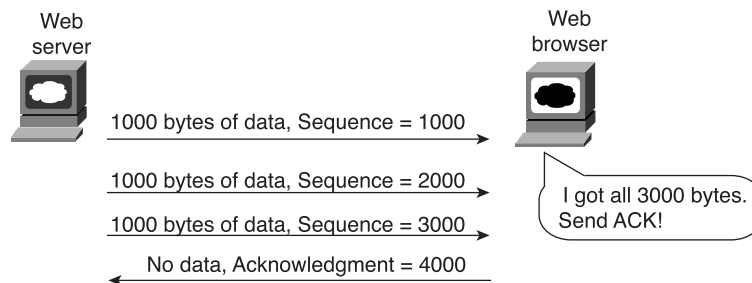 Web
server
Web
browser
1000 bytes of data, Sequence = 1000
1000 bytes of data, Sequence = 2000
I got all 3000 bytes.
Send ACK!
1000 bytes of data, Sequence = 3000
No data, Acknowledgment = 4000